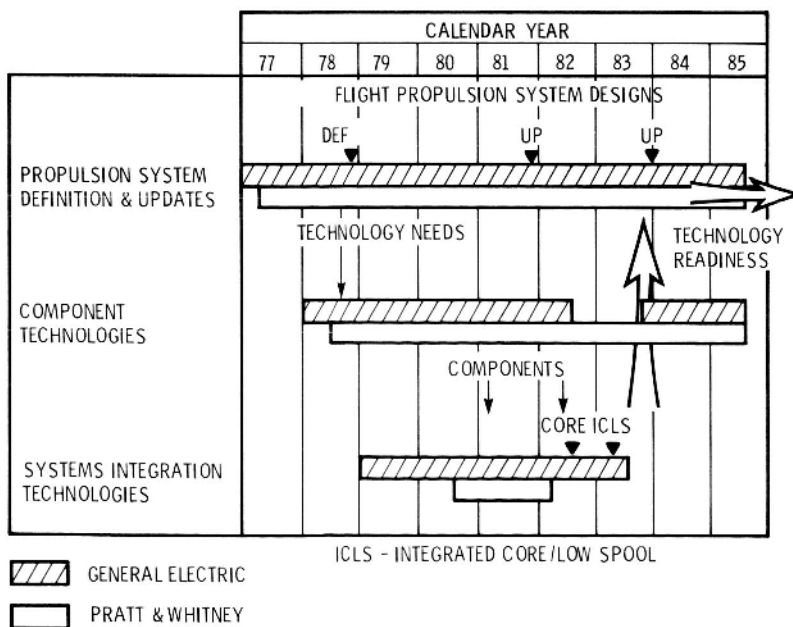 CALENDAR YEAR
77 78 79 80 81 82 83 84 85
FLIGHT PROPULSION SYSTEM DESIGNS
DEF UP UP
PROPULSION SYSTEM
DEFINITION & UPDATES
TECHNOLOGY NEEDS
TECHNOLOGY
READINESS
COMPONENT
TECHNOLOGIES
COMPONENTS
CORE ICLS
SYSTEMS INTEGRATION
TECHNOLOGIES
ICLS - INTEGRATED CORE/LOW SPOOL
GENERAL ELECTRIC
PRATT & WHITNEY